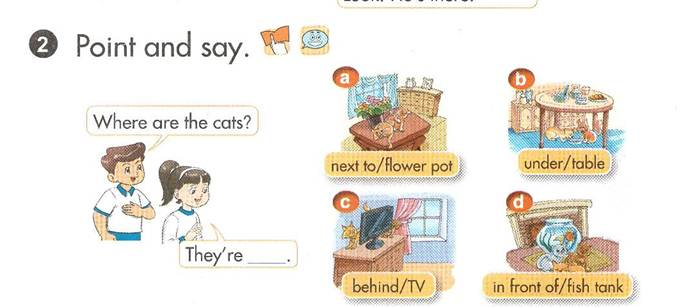 2 Point and say.
Where are the cats?
They're _____.
a
next to/flower pot
b
under/table
c
behind/TV
d
in front of/fish tank